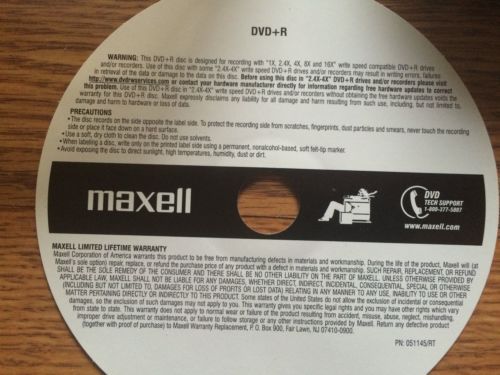 DVD+R
WARNING: This DVD+R disc is designed for recording with "1X, 2.4X, 4X, 8X and 16X" write speed compatible DVD+R drives
and/or recorders. Use of this disc with some "2.4X-4X" write speed DVD+R drives and/or recorders may result in writing errors, failures
in retrieval of the data or damage to the data on this disc. Before using this disc in "2.4X-4X" DVD+R drives and/or recorders please visit
http://www.dvdrwservices.com or contact your hardware manufacturer directly for information regarding free hardware updates to correct
this problem. Use of this DVD+R disc in "2.4X-4X" write speed DVD+R drives and/or recorders without obtaining the free hardware updates voids the
warranty for this DVD+R disc. Maxell expressly disclaims any liability for all damage and harm resulting from such use, including, but not limited to,
damage and harm to hardware or loss of data.
PRECAUTIONS
•The disc records on the side opposite the label side. To protect the recording side from scratches, fingerprints, dust particles and smears, never touch the recording
side or place it face down on a hard surface.
•Use a soft, dry cloth to clean the disc. Do not use solvents.
•When labeling a disc, write only on the printed label side using a permanent, nonalcohol-based, soft felt-tip marker.
•Avoid exposing the disc to direct sunlight, high temperatures, humidity, dust or dirt.
maxell
DVD
TECH SUPPORT
1-800-377-5887
www.maxell.com
MAXELL LIMITED LIFETIME WARRANTY
Maxell Corporation of America warrants this product to be free from manufacturing defects in materials and workmanship. During the life of the product, Maxell will (at
Maxell's sole option) repair, replace, or refund the purchase price of any product with a defect in materials and workmanship. SUCH REPAIR, REPLACEMENT, OR REFUND
SHALL BE THE SOLE REMEDY OF THE CONSUMER AND THERE SHALL BE NO OTHER LIABILITY ON THE PART OF MAXELL. UNLESS OTHERWISE PROVIDED BY
APPLICABLE LAW, MAXELL SHALL NOT BE LIABLE FOR ANY DAMAGES, WHETHER DIRECT, INDIRECT, INCIDENTAL, CONSEQUENTIAL, SPECIAL OR OTHERWISE
(INCLUDING BUT NOT LIMITED TO, DAMAGES FOR LOSS OF PROFITS OR LOST DATA) RELATING IN ANY MANNER TO ANY USE, INABILITY TO USE OR OTHER
MATTER PERTAINING DIRECTLY OR INDIRECTLY TO THIS PRODUCT. Some states of the United States do not allow the exclusion of incidental or consequential
damages, so the exclusion of such damages may not apply to you. This warranty gives you specific legal rights and you may have other rights which vary
from state to state. This warranty does not apply to normal wear or failure of the product resulting from accident, misuse, abuse, neglect, mishandling,
improper drive adjustment or maintenance, or failure to follow storage or any other instructions provided by Maxell. Return any defective product
(together with proof of purchase) to Maxell Warranty Replacement, P.O. Box 900, Fair Lawn, NJ 07410-0900.
PN: 051145/RT